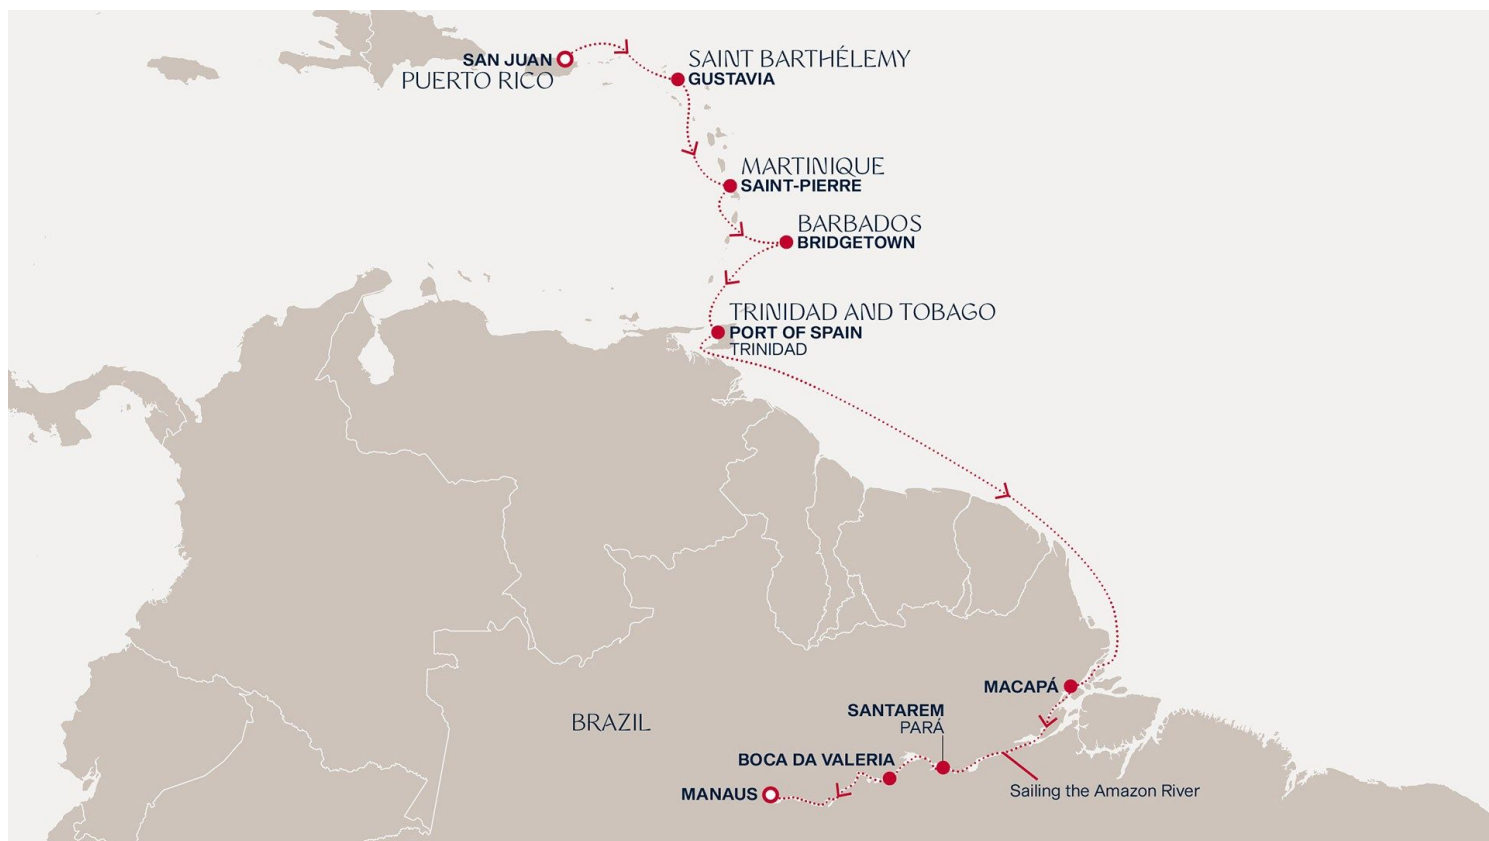 SAN JUAN
PUERTO RICO
SAINT BARTHÉLEMY
GUSTAVIA
MARTINIQUE
SAINT-PIERRE
BARBADOS
BRIDGETOWN
TRINIDAD AND TOBAGO
PORT OF SPAIN
TRINIDAD
MACAPÁ
SANTAREM
PARÁ
BRAZIL
BOCA DA VALERIA
MANAUS
Sailing the Amazon River